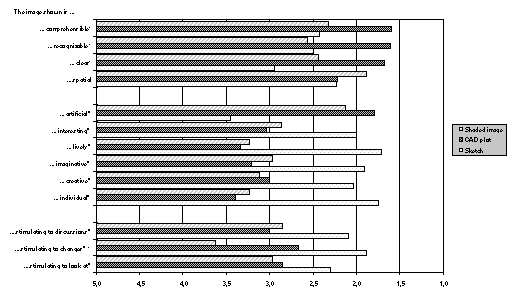 The image shown is ...
... comprehensible*
... recognisable*
... clear*
... spatial
... artificial*
... interesting*
... lively*
... imaginative*
... creative*
... individual*
... stimulating to discussions*
... stimulating to changes*
... stimulating to look at*
Shaded image
CAD plot
Sketch
5,0 4,5 4,0 3,5 3,0 2,5 2,0 1,5 1,0